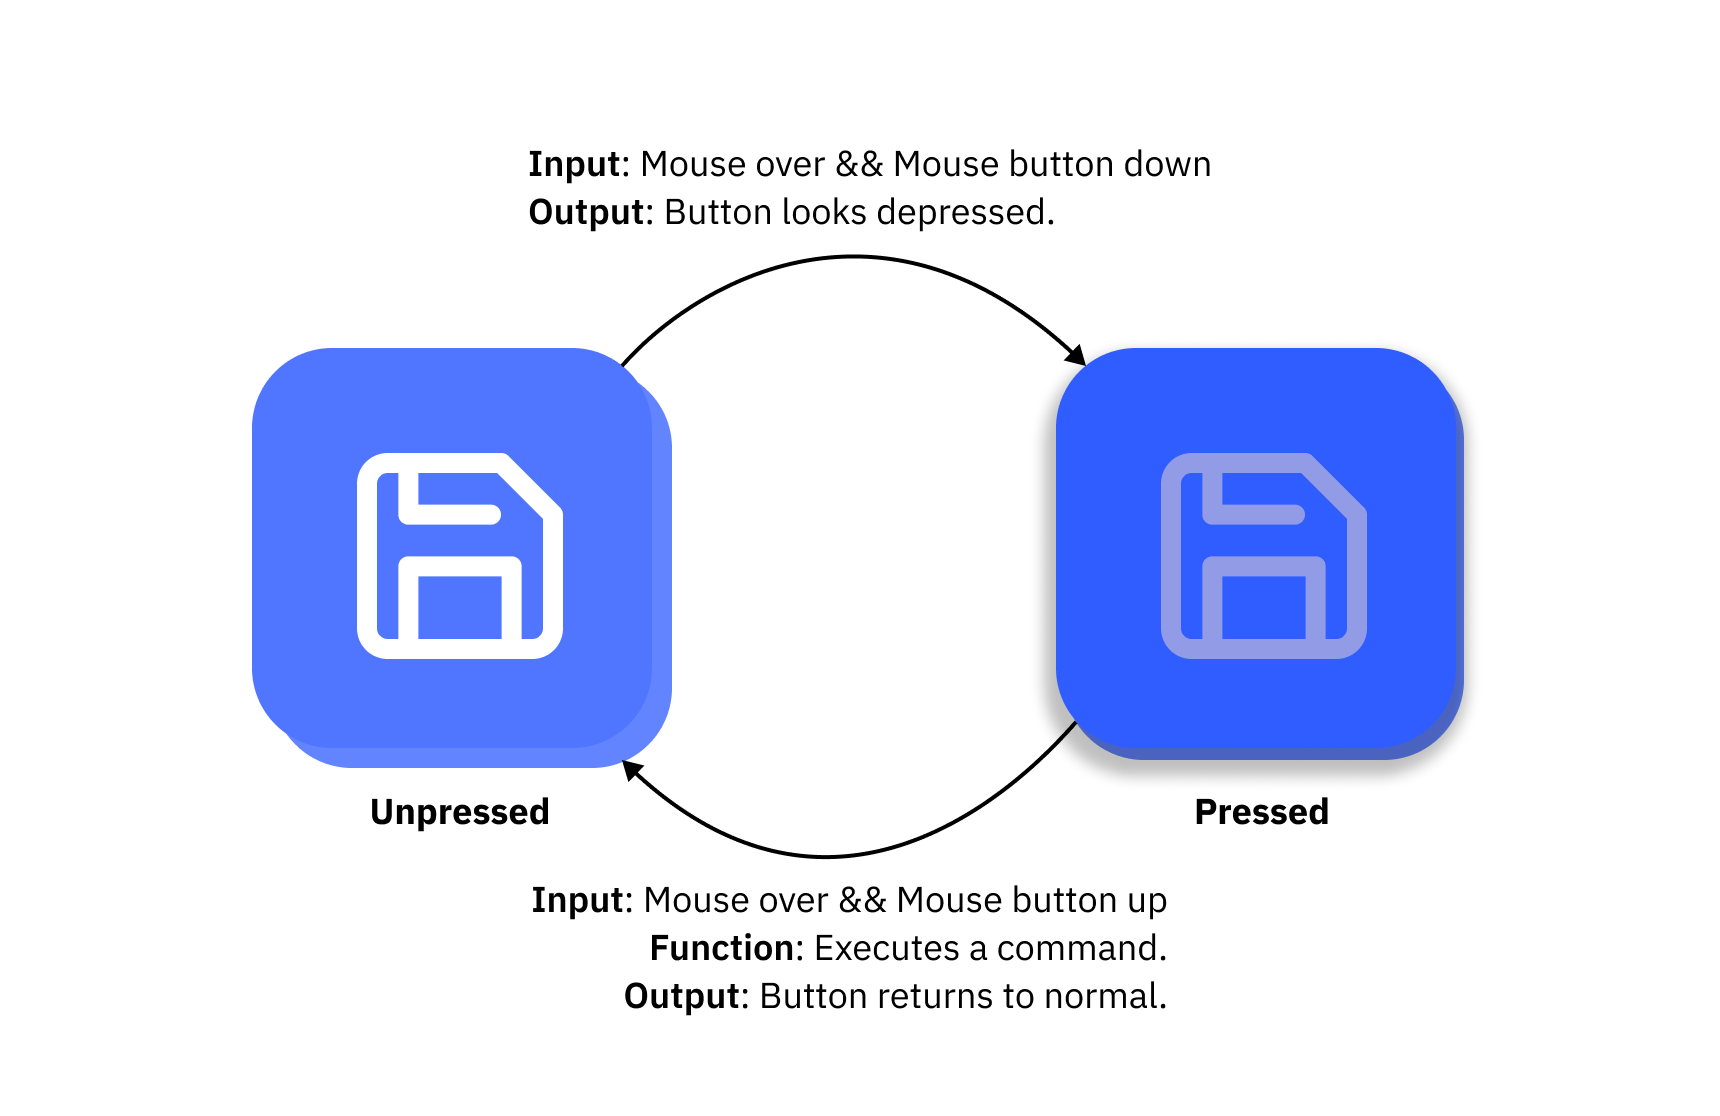 Input: Mouse over && Mouse button down
Output: Button looks depressed.
Unpressed
Pressed
Input: Mouse over && Mouse button up
Function: Executes a command.
Output: Button returns to normal.